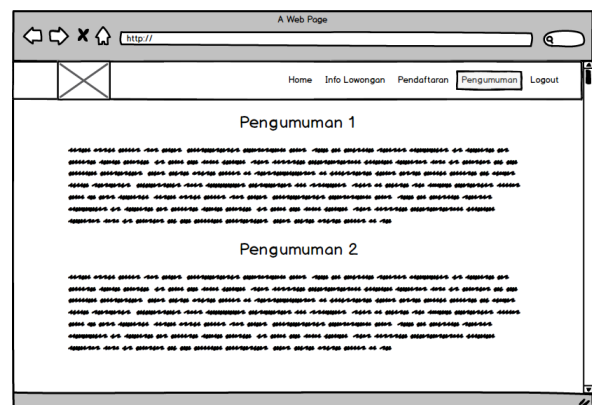 A Web Page
http://
Home Info Lowongan Pendaftaran Pengumuman Logout
Pengumuman 1
Pengumuman 2